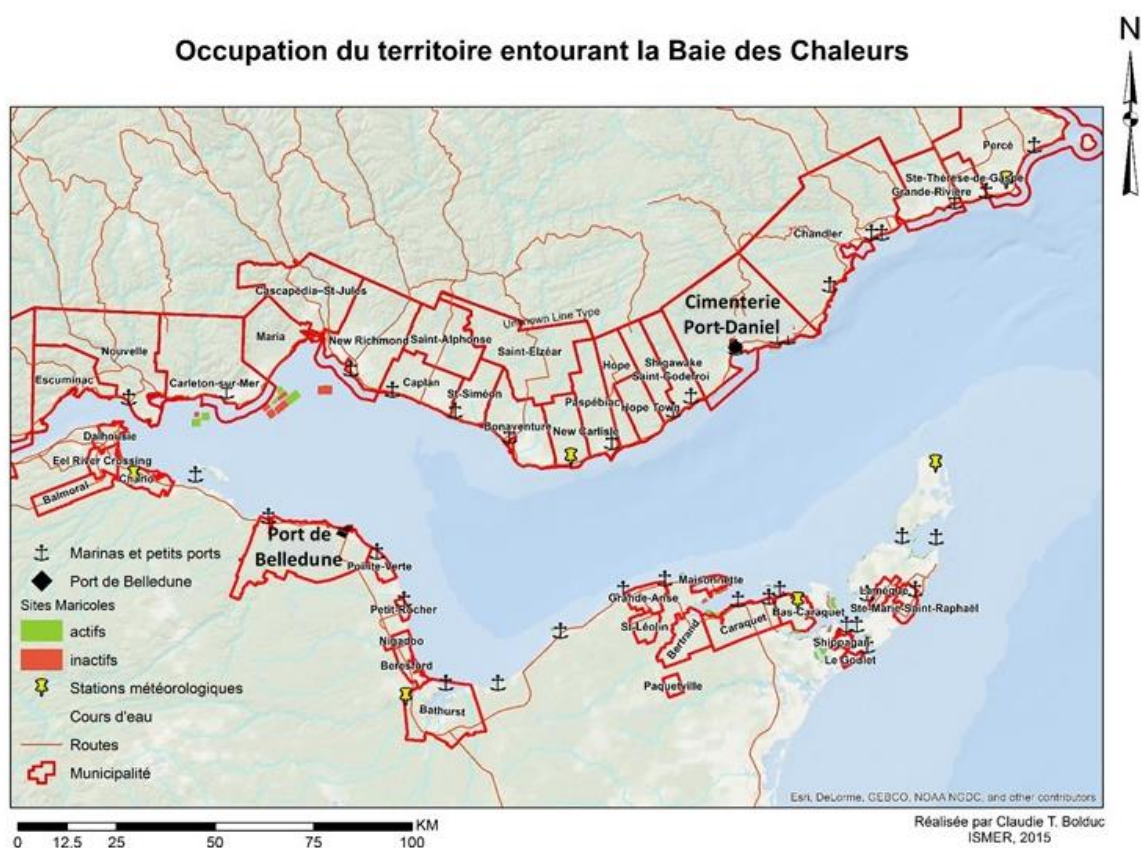 N
Occupation du territoire entourant la Baie des Chaleurs
Percé
Ste-Thérèse-de-Gaspé
Grande-Rivière
Chandler
Cascapédia–St-Jules
Cimenterie
Port-Daniel
Unknown Line Type
Maria
New Richmond
Saint-Alphonse
Saint-Elzéar
Nouvelle
Hope
Shigawake
Saint-Godefroi
Escuminac
Carleton-sur-Mer
Caplan
St-Siméon
Paspébiac
Hope Town
Bonaventure
New Carlisle
Dalhousie
Eel River Crossing
Charlo
Balmoral
Port de
Belledune
Pointe-Verte
Maisonnette
Grande-Anse
Lamèque
Petit-Rocher
Bas-Caraquet
Ste-Marie-Saint-Raphaël
St-Léolin
Bertrand
Caraquet
Nigadoo
Shippagan
Le Goulet
Beresford
Paquetville
Bathurst
Marinas et petits ports
Port de Belledune
Sites Maricoles
actifs
inactifs
Stations météorologiques
Cours d'eau
Routes
Municipalité
Esri, DeLorme, GEBCO, NOAA NGDC, and other contributors
KM
0 12.5 25 50 75 100
Réalisée par Claudie T. Bolduc
ISMER, 2015